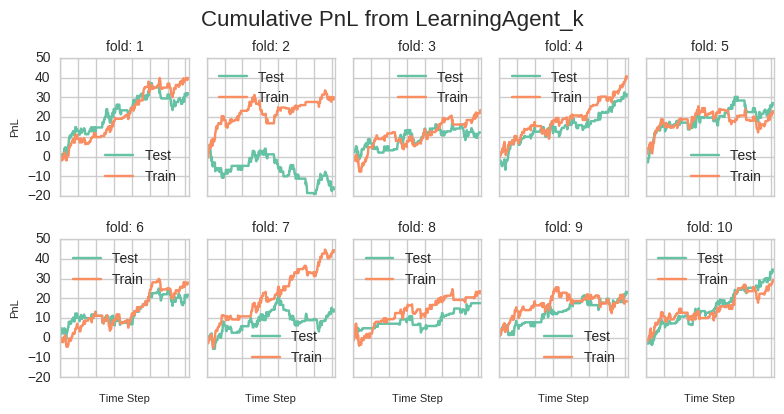 Cumulative PnL from LearningAgent_k
fold: 1
fold: 2
fold: 3
fold: 4
fold: 5
PnL
50
40
30
20
10
0
−10
−20
Test
Train
Test
Train
Test
Train
Test
Train
Test
Train
fold: 6
fold: 7
fold: 8
fold: 9
fold: 10
PnL
50
40
30
20
10
0
−10
−20
Test
Train
Test
Train
Test
Train
Test
Train
Test
Train
Time Step
Time Step
Time Step
Time Step
Time Step